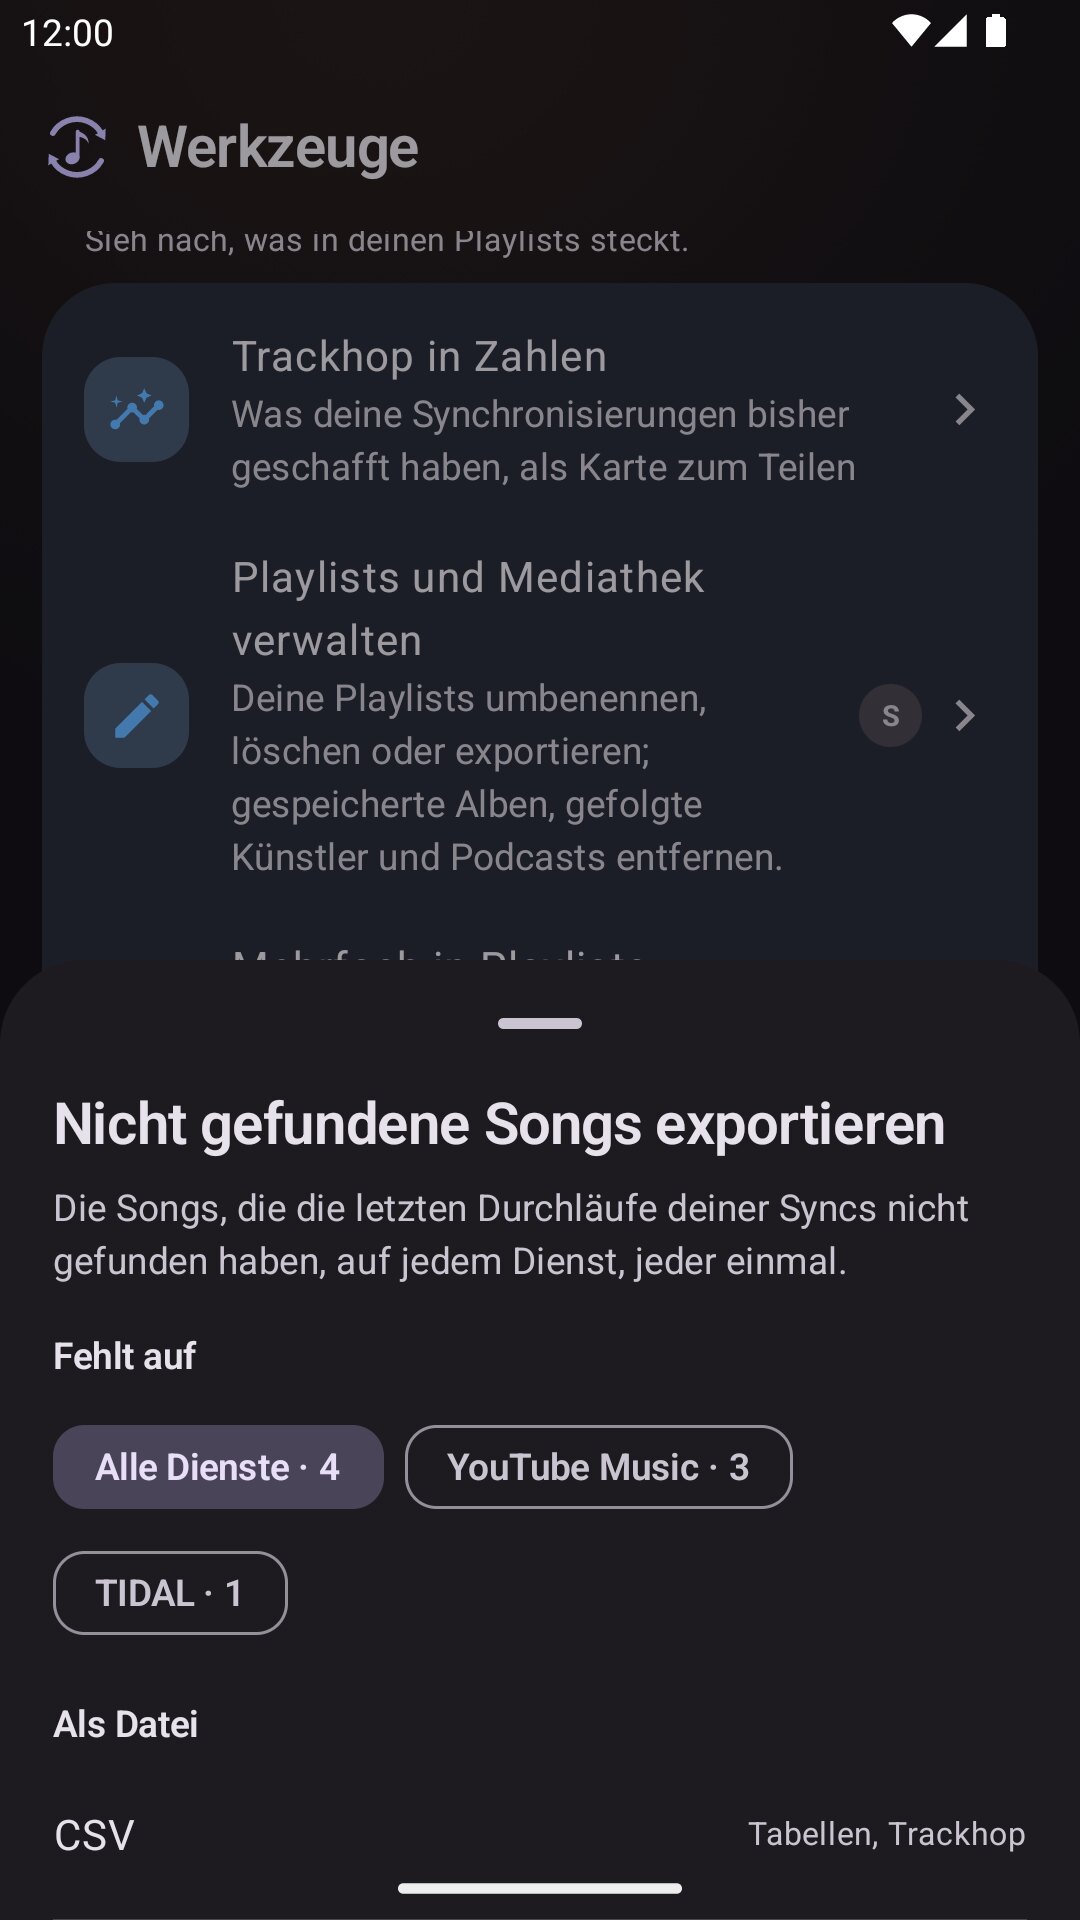 12:00
Werkzeuge
Sieh nach, was in deinen Playlists steckt.
Trackhop in Zahlen
Was deine Synchronisierungen bisher
geschafft haben, als Karte zum Teilen
Playlists und Mediathek
verwalten
Deine Playlists umbenennen,
löschen oder exportieren;
gespeicherte Alben, gefolgte
Künstler und Podcasts entfernen.
S
Mehrfach in Playlists
Nicht gefundene Songs exportieren
Die Songs, die die letzten Durchläufe deiner Syncs nicht
gefunden haben, auf jedem Dienst, jeder einmal.
Fehlt auf
Alle Dienste · 4
YouTube Music · 3
TIDAL · 1
Als Datei
CSV
Tabellen, Trackhop